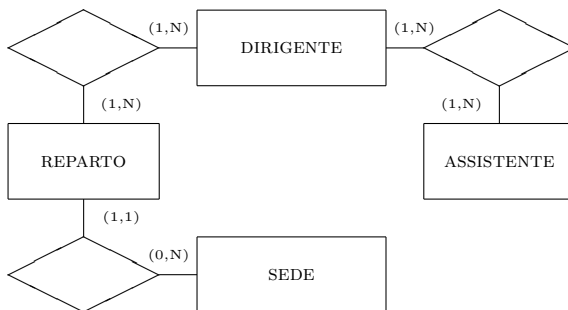 (1,N)
DIRIGENTE
(1,N)
(1,N)
(1,N)
REPARTO
ASSISTENTE
(1,1)
(0,N)
SEDE